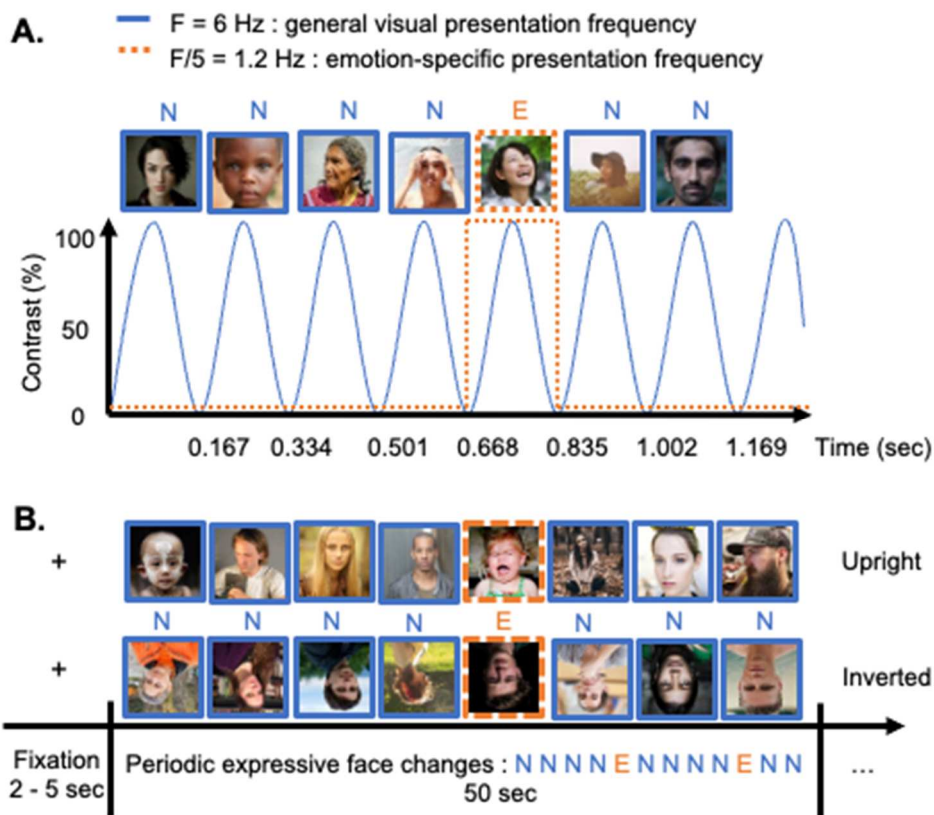 A.
F = 6 Hz : general visual presentation frequency
F/5 = 1.2 Hz : emotion-specific presentation frequency
N N N N E N N
Contrast (%)
100
50
0
0.167 0.334 0.501 0.668 0.835 1.002 1.169 Time (sec)
B.
+ Upright
N N N N E N N N
+ Inverted
Fixation
2 - 5 sec
Periodic expressive face changes : N N N N E N N N N E N N
50 sec
...